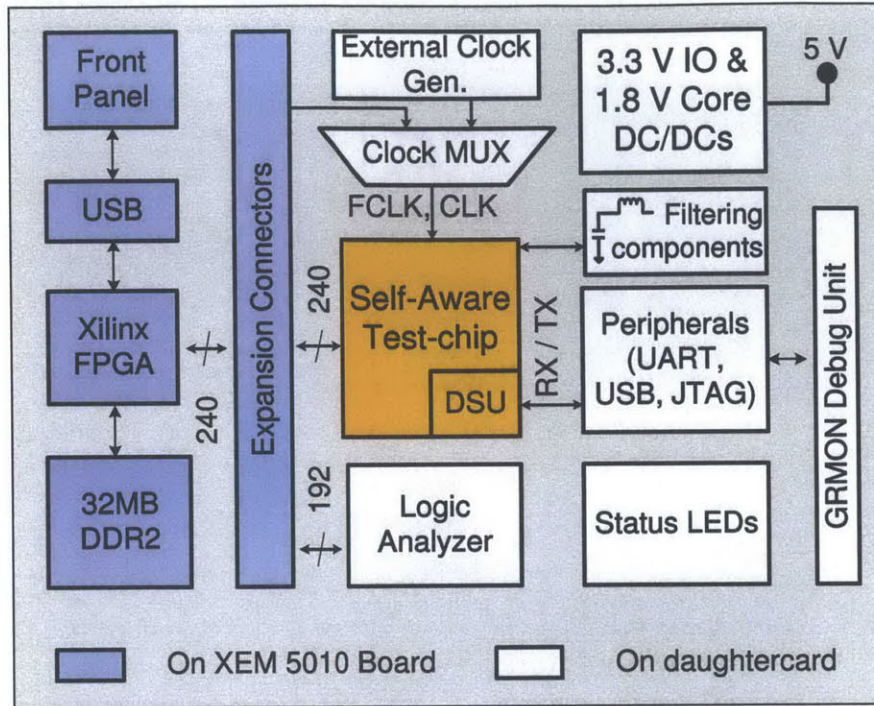 Front
Panel
USB
Xilinx
FPGA
240
32MB
DDR2
Expansion Connectors
External Clock
Gen.
Clock MUX
FCLK, CLK
240
Self-Aware
Test-chip
DSU
RX / TX
192
Logic
Analyzer
3.3 V IO &
1.8 V Core
DC/DCs
5 V
Filtering
components
Peripherals
(UART,
USB, JTAG)
Status LEDs
GRMON Debug Unit
On XEM 5010 Board
On daughtercard